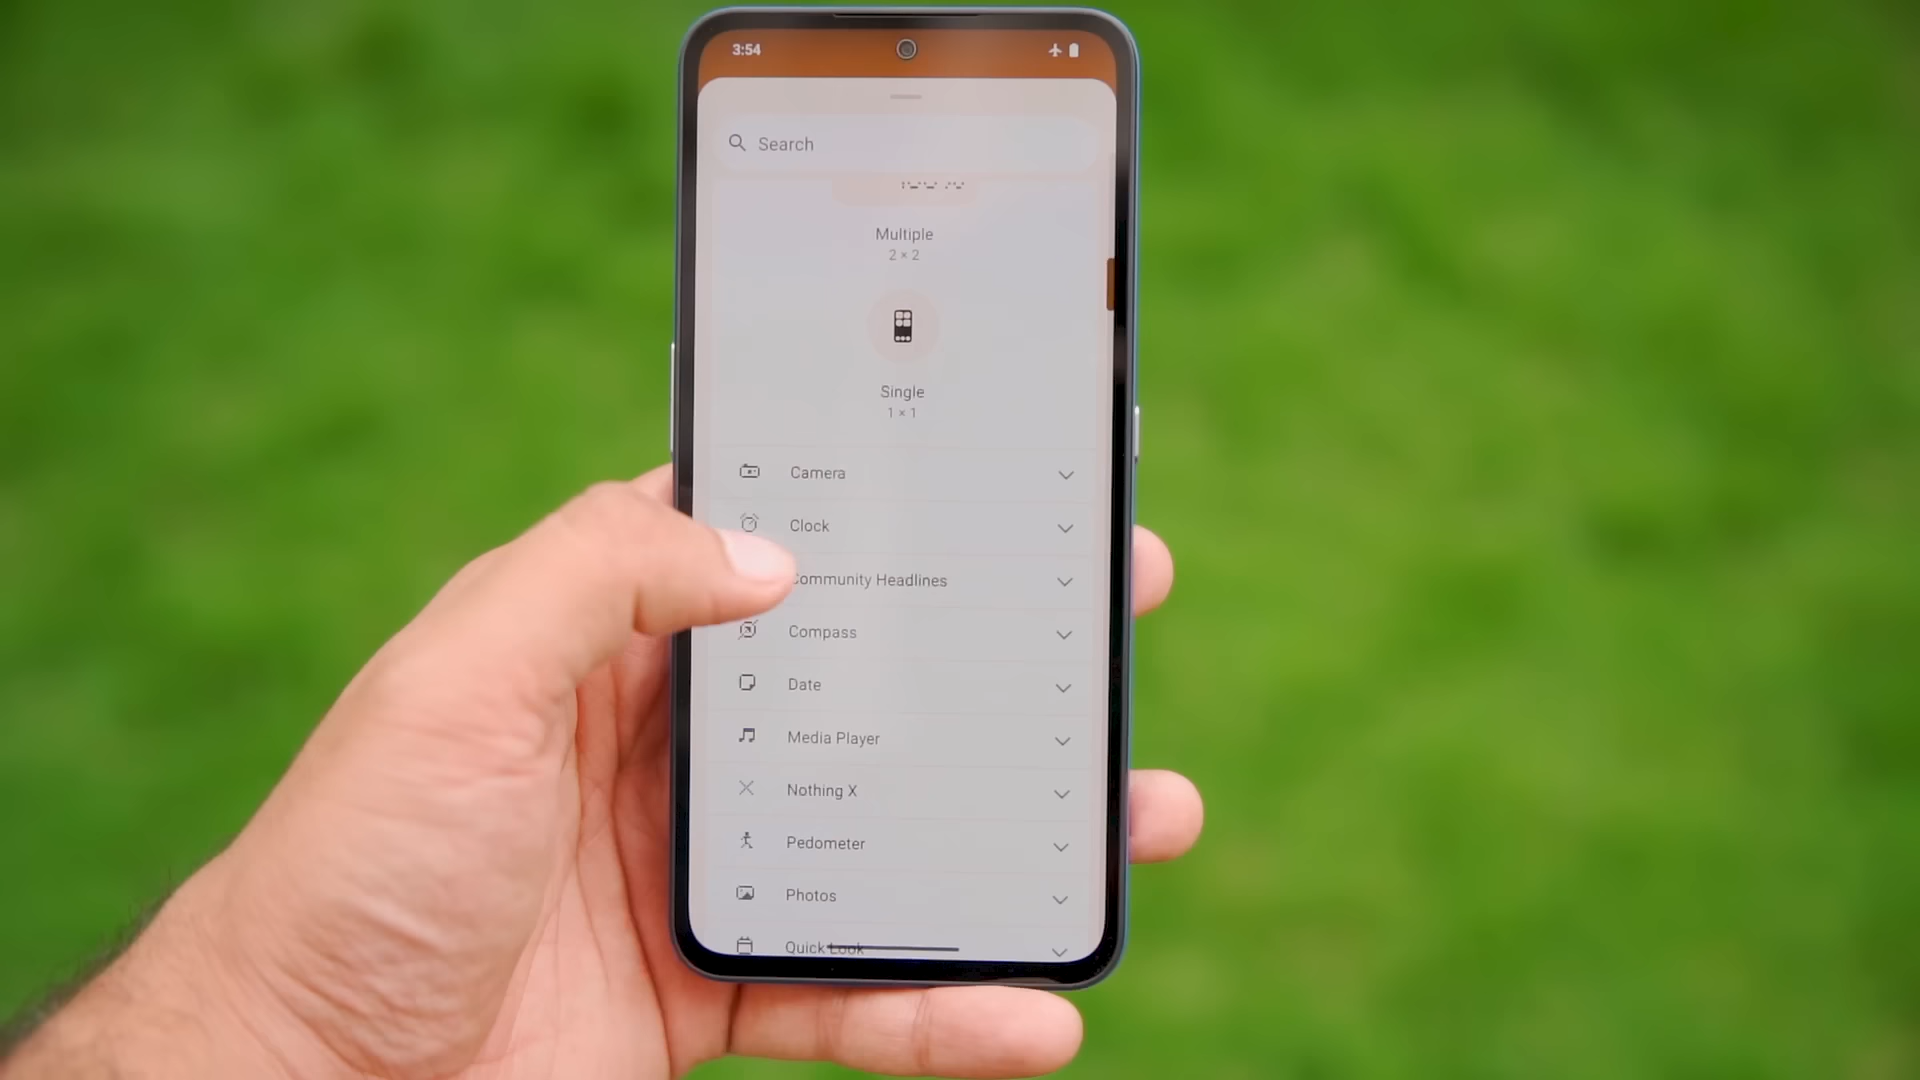 3:54
Search
Multiple
2 × 2
Single
1 × 1
Camera
Clock
Community Headlines
Compass
Date
Media Player
Nothing X
Pedometer
Photos
Quick Look